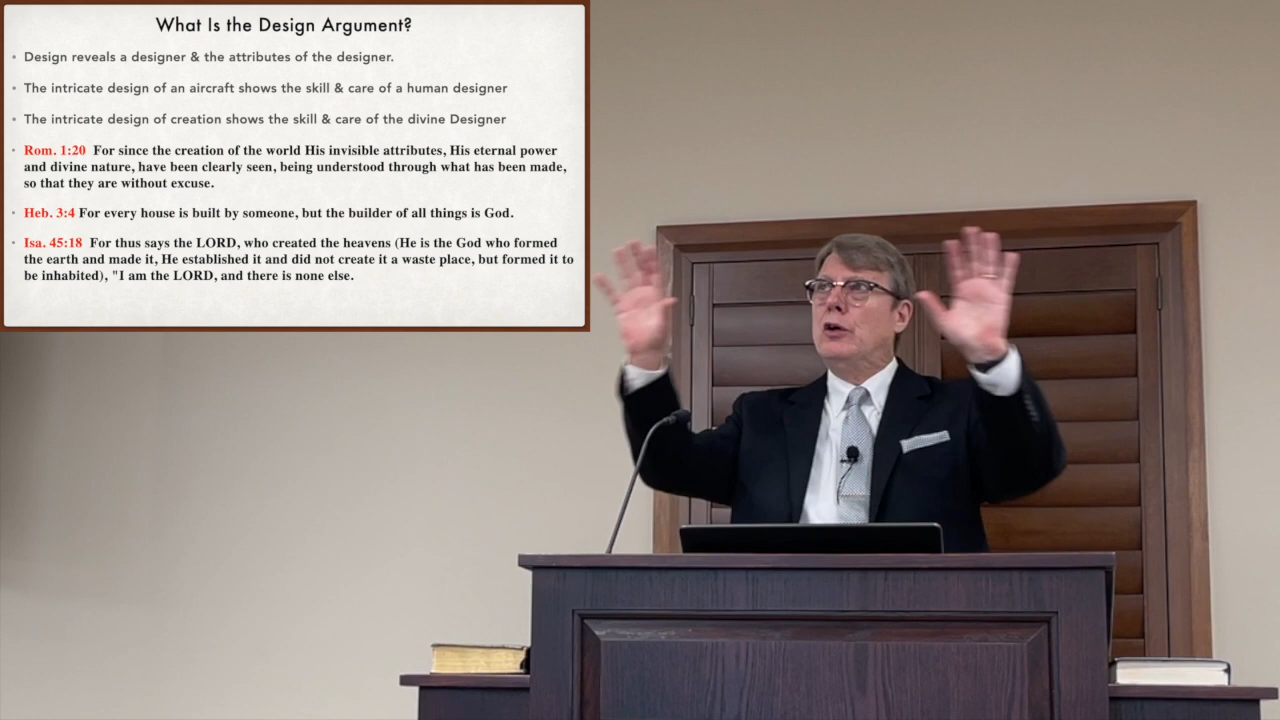 What Is the Design Argument?
• Design reveals a designer & the attributes of the designer.
• The intricate design of an aircraft shows the skill & care of a human designer
• The intricate design of creation shows the skill & care of the divine Designer
• Rom. 1:20 For since the creation of the world His invisible attributes, His eternal power
and divine nature, have been clearly seen, being understood through what has been made,
so that they are without excuse.
• Heb. 3:4 For every house is built by someone, but the builder of all things is God.
• Isa. 45:18 For thus says the LORD, who created the heavens (He is the God who formed
the earth and made it, He established it and did not create it a waste place, but formed it to
be inhabited), "I am the LORD, and there is none else.